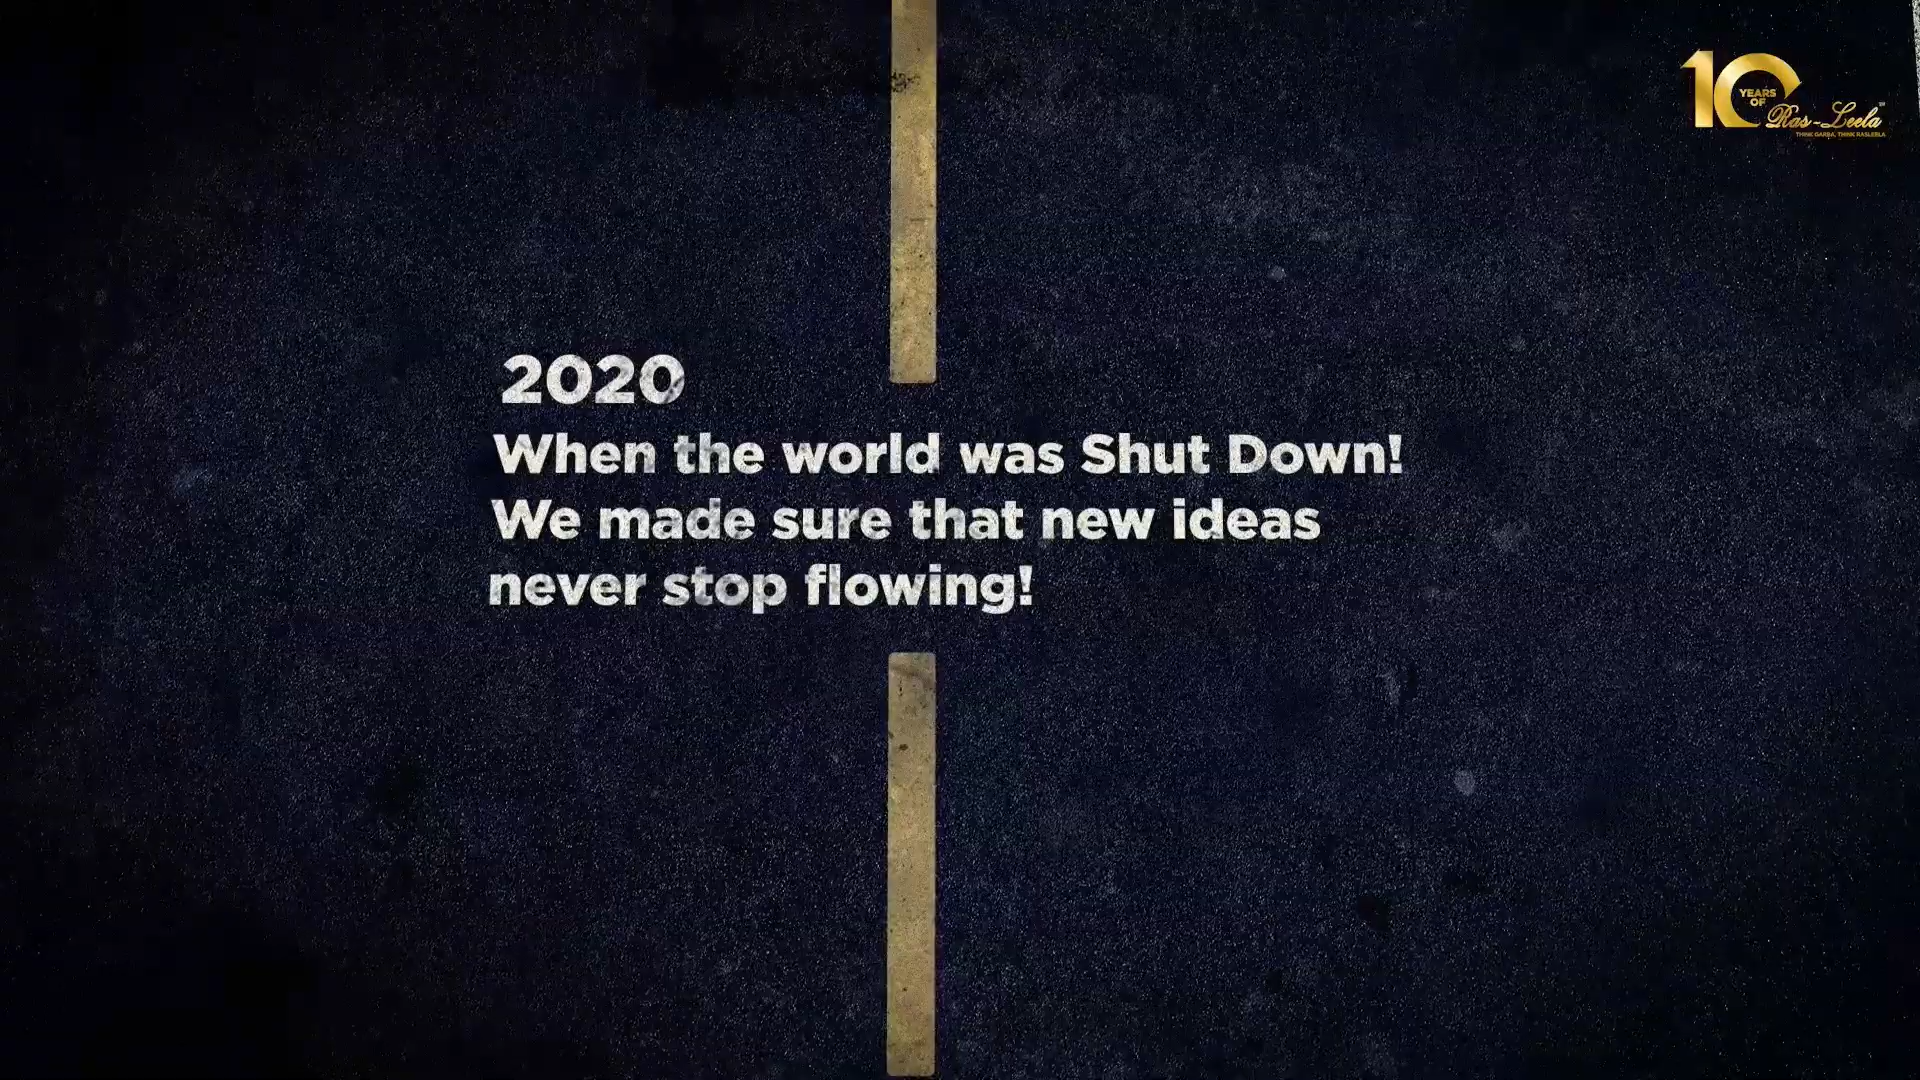 2020
When the world was Shut Down!
We made sure that new ideas
never stop flowing!
10
YEARS
OF
Ras-Leela
THINK GARBA, THINK RASLEELA